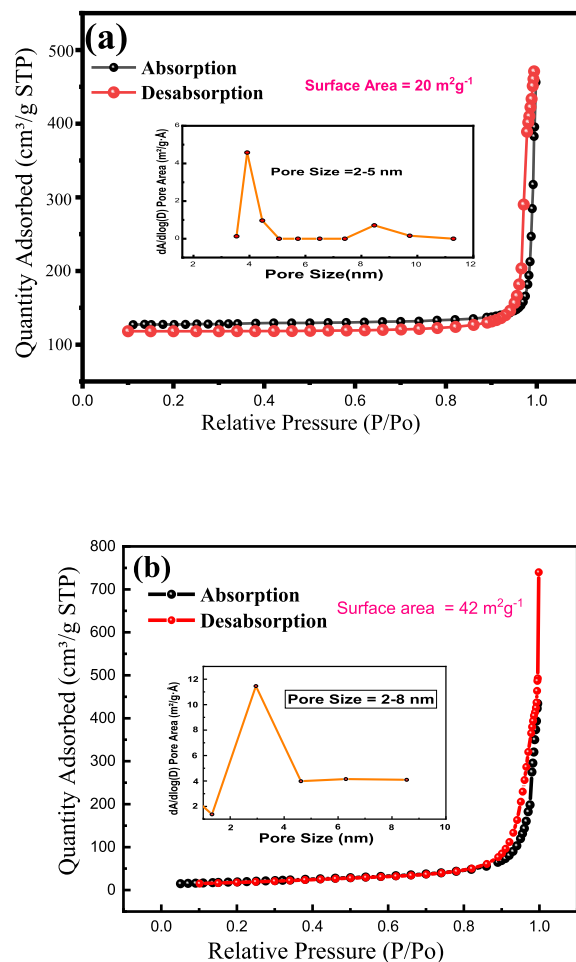 (a)
Absorption
Desabsorption
Surface Area = 20 m²g⁻¹
Pore Size =2-5 nm
dA/dlog(D) Pore Area (m²/g·Å)
6
4
2
0
2 4 6 8 10 12
Pore Size(nm)
Quantity Adsorbed (cm³/g STP)
500
400
300
200
100
0.0 0.2 0.4 0.6 0.8 1.0
Relative Pressure (P/Po)
(b)
Absorption
Desabsorption
Surface area = 42 m²g⁻¹
Pore Size = 2-8 nm
dA/dlog(D) Pore Area (m²/g·Å)
12
10
8
6
4
2
2 4 6 8 10
Pore Size (nm)
Quantity Adsorbed (cm³/g STP)
800
700
600
500
400
300
200
100
0
0.0 0.2 0.4 0.6 0.8 1.0
Relative Pressure (P/Po)